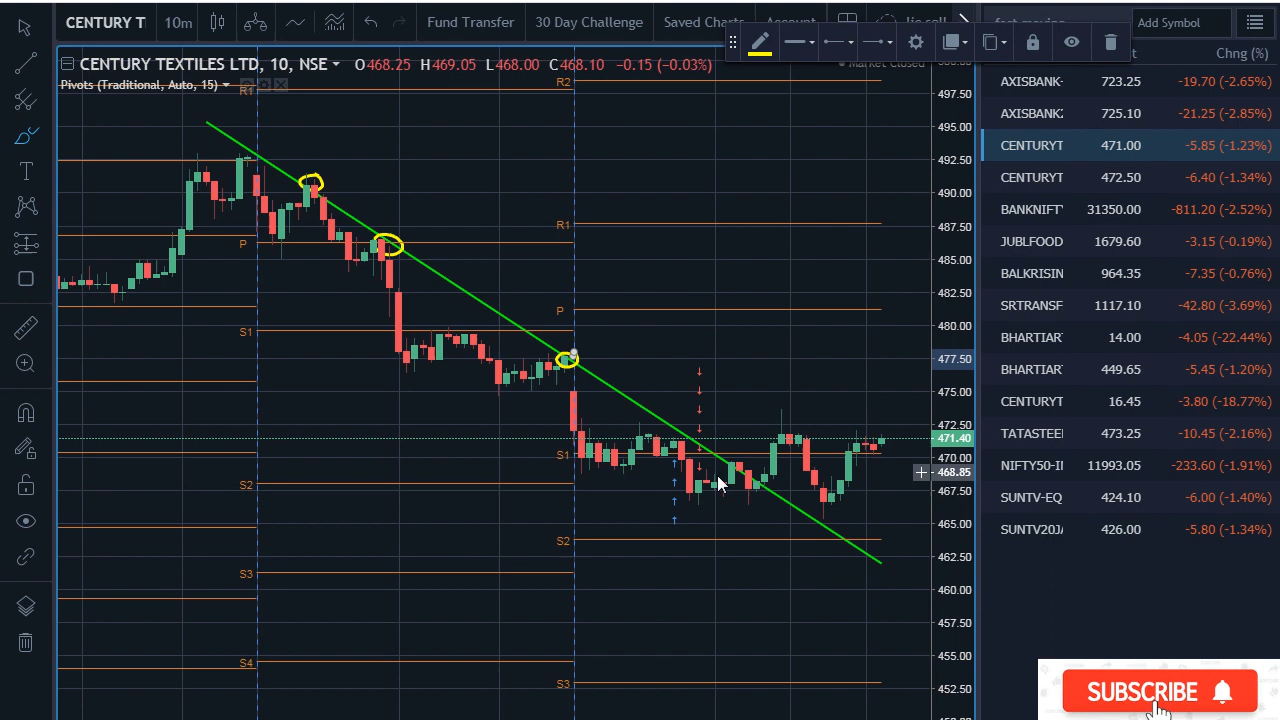 CENTURY T 10m Fund Transfer 30 Day Challenge Saved Charts Account
Add Symbol
CENTURY TEXTILES LTD, 10, NSE O468.25 H469.05 L468.00 C468.10 -0.15 (-0.03%)
Chng (%)
Pivots (Traditional, Auto, 15)
R1
R2
P
R1
S1
P
S2
S1
S3
S2
S4
S3
497.50
495.00
492.50
490.00
487.50
485.00
482.50
480.00
477.50
475.00
472.50
471.40
470.00
468.85
467.50
465.00
462.50
460.00
457.50
455.00
452.50
AXISBANK- 723.25 -19.70 (-2.65%)
AXISBANK2 725.10 -21.25 (-2.85%)
CENTURYT 471.00 -5.85 (-1.23%)
CENTURYT 472.50 -6.40 (-1.34%)
BANKNIFT 31350.00 -811.20 (-2.52%)
JUBLFOOD 1679.60 -3.15 (-0.19%)
BALKRISIN 964.35 -7.35 (-0.76%)
SRTRANSF 1117.10 -42.80 (-3.69%)
BHARTIAR 14.00 -4.05 (-22.44%)
BHARTIAR 449.65 -5.45 (-1.20%)
CENTURYT 16.45 -3.80 (-18.77%)
TATASTEE 473.25 -10.45 (-2.16%)
NIFTY50-I 11993.05 -233.60 (-1.91%)
SUNTV-EQ 424.10 -6.00 (-1.40%)
SUNTV20J 426.00 -5.80 (-1.34%)
SUBSCRIBE